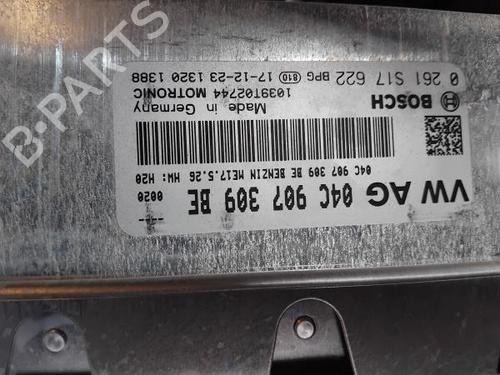 VW AG 04C 907 309 BE
04C 907 309 BE BENZIN ME17.5.26 HW: H20
0020 ---
BOSCH
Made in Germany
1039T02744 MOTRONIC
0 261 S17 622 BPG 810 17-12-23 1320 1388
B-PARTS